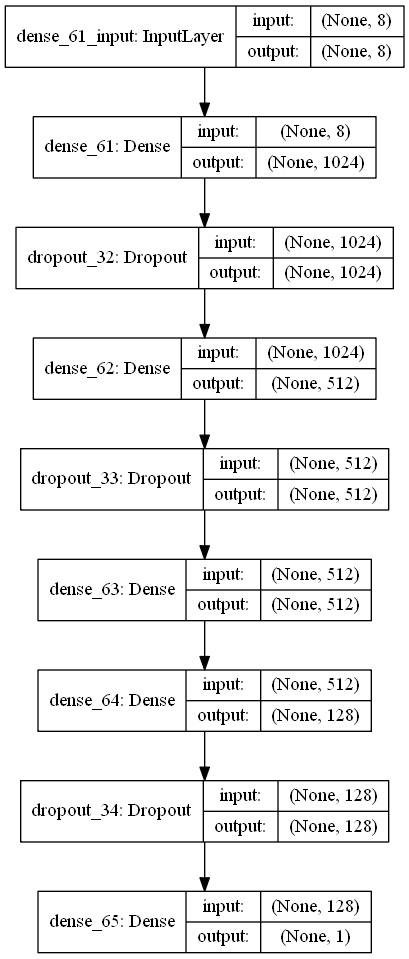 dense_61_input: InputLayer
input: (None, 8)
output: (None, 8)
dense_61: Dense
input: (None, 8)
output: (None, 1024)
dropout_32: Dropout
input: (None, 1024)
output: (None, 1024)
dense_62: Dense
input: (None, 1024)
output: (None, 512)
dropout_33: Dropout
input: (None, 512)
output: (None, 512)
dense_63: Dense
input: (None, 512)
output: (None, 512)
dense_64: Dense
input: (None, 512)
output: (None, 128)
dropout_34: Dropout
input: (None, 128)
output: (None, 128)
dense_65: Dense
input: (None, 128)
output: (None, 1)